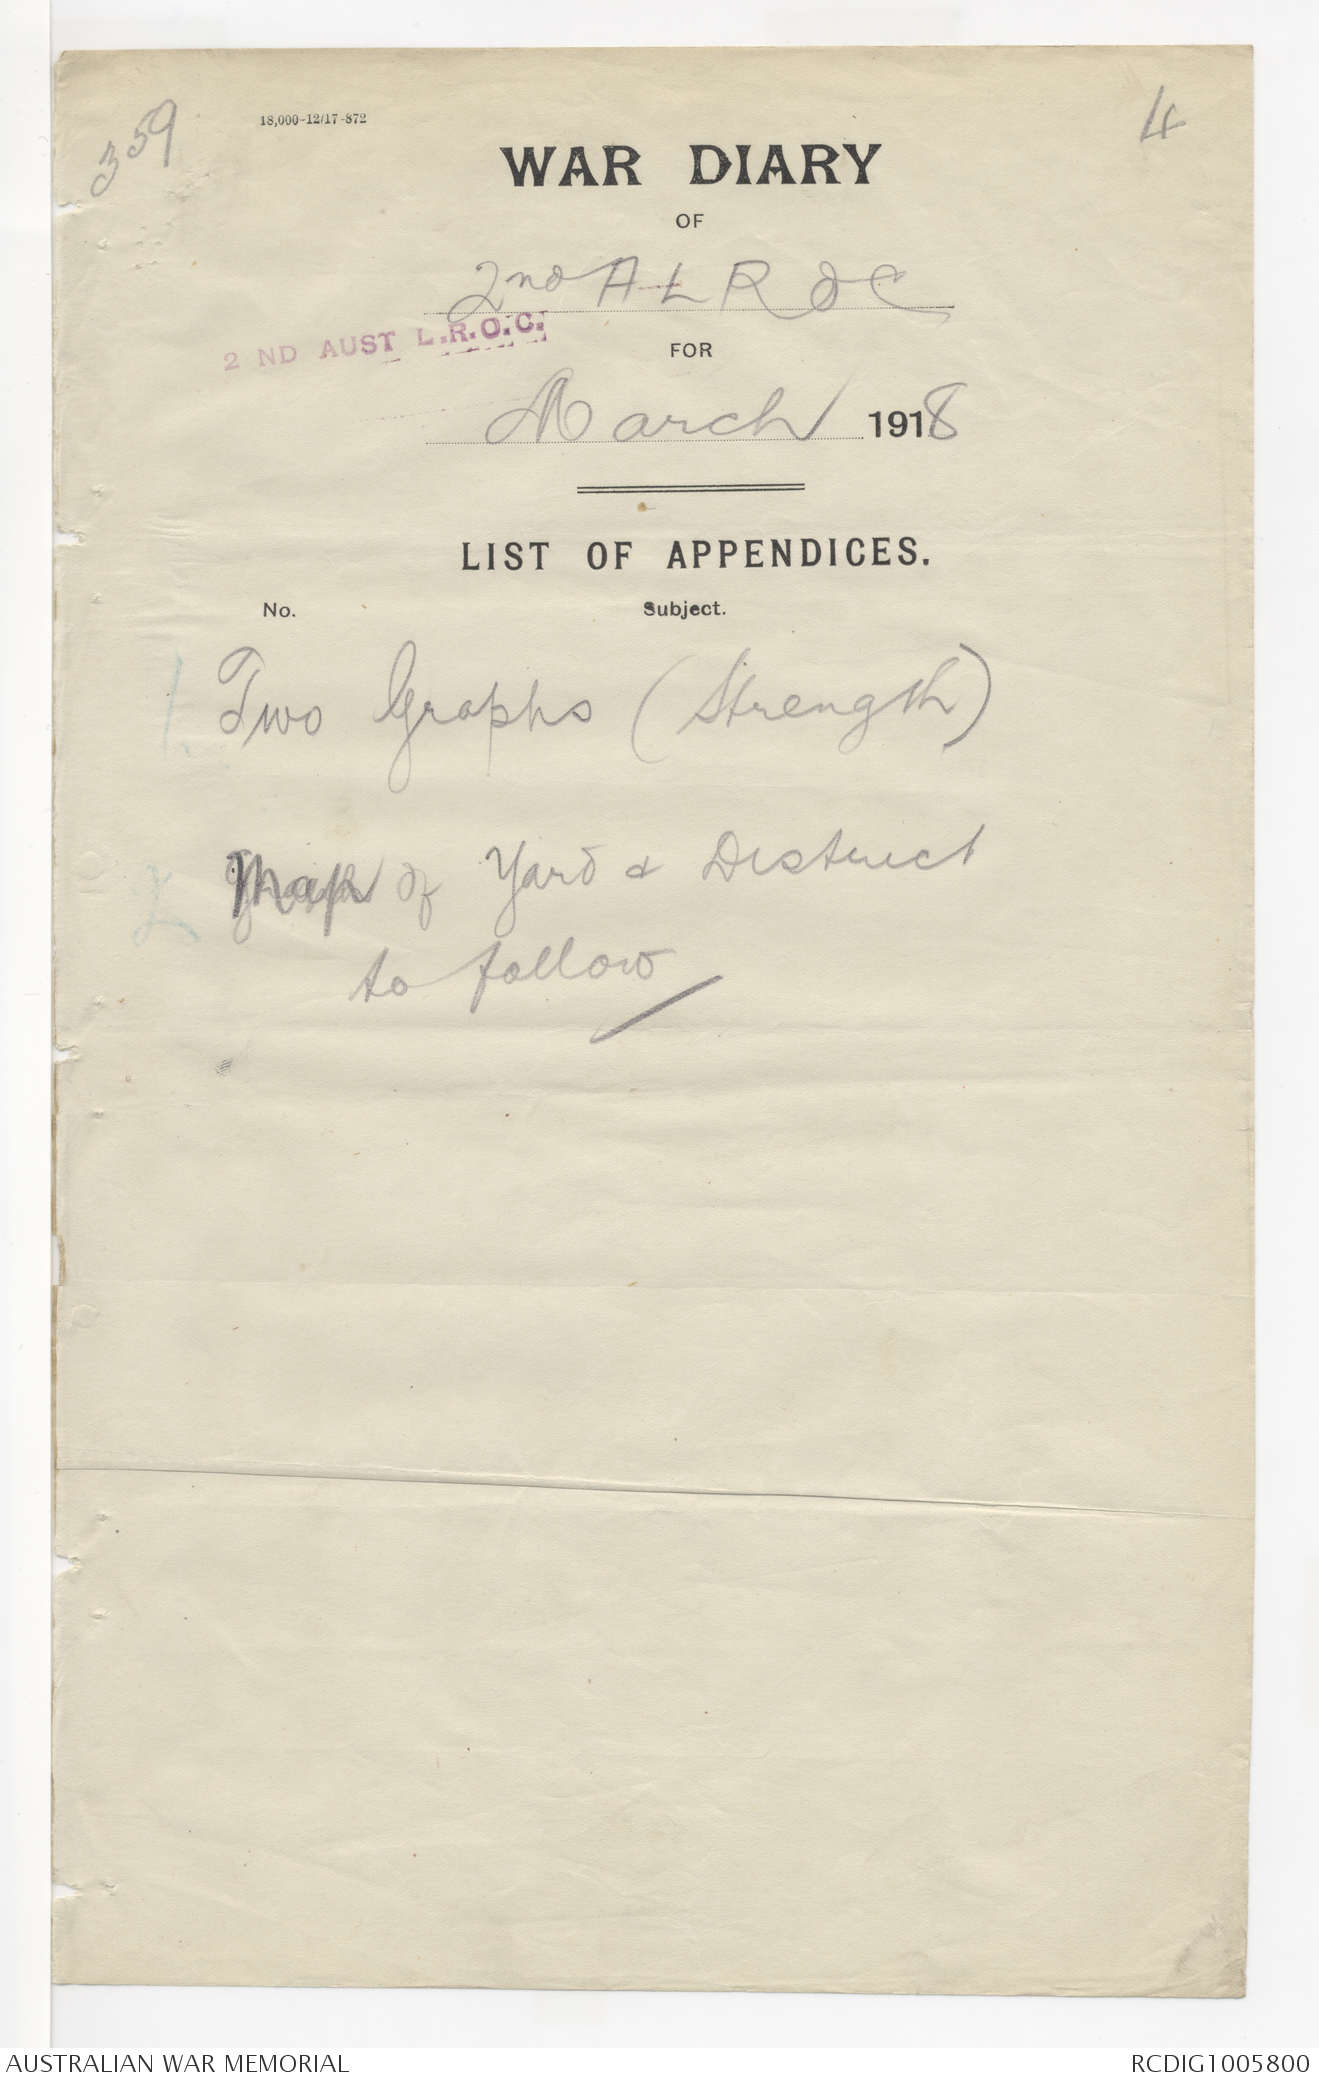 359
18,000-12/17-872
4
WAR DIARY
OF
2nd A L R O C
2 ND AUST L.R.O.C.
FOR
March 1918
LIST OF APPENDICES.
No. Subject.
1. Two Graphs (Strength)
2 Map of Yard & District
to follow
AUSTRALIAN WAR MEMORIAL
RCDIG1005800